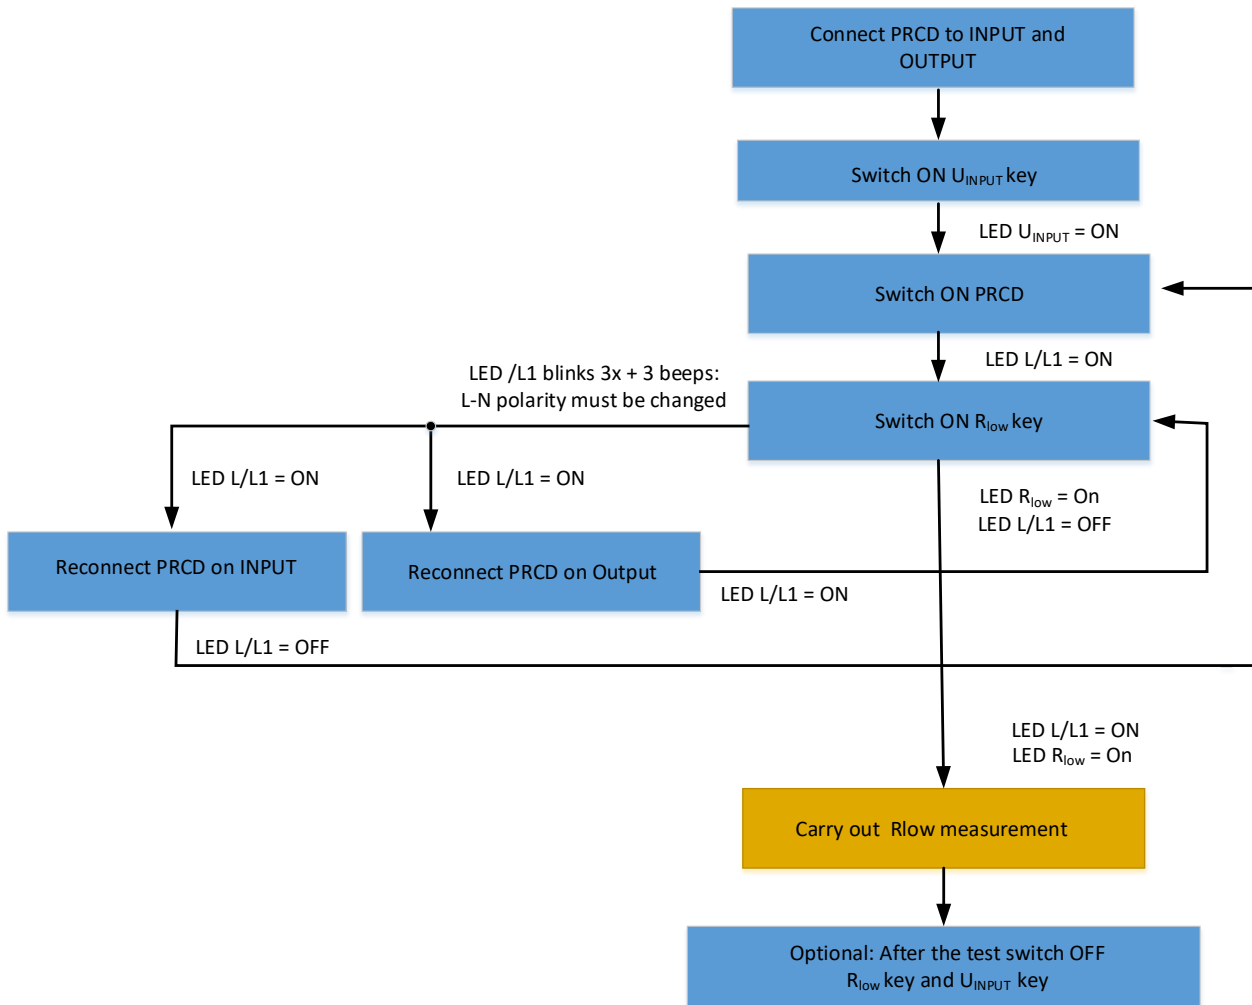 Connect PRCD to INPUT and
OUTPUT
Switch ON UINPUT key
LED UINPUT = ON
Switch ON PRCD
LED L/L1 = ON
LED /L1 blinks 3x + 3 beeps:
L-N polarity must be changed
Switch ON Rlow key
LED L/L1 = ON
LED L/L1 = ON
LED Rlow = On
LED L/L1 = OFF
Reconnect PRCD on INPUT
Reconnect PRCD on Output
LED L/L1 = ON
LED L/L1 = OFF
LED L/L1 = ON
LED Rlow = On
Carry out Rlow measurement
Optional: After the test switch OFF
Rlow key and UINPUT key